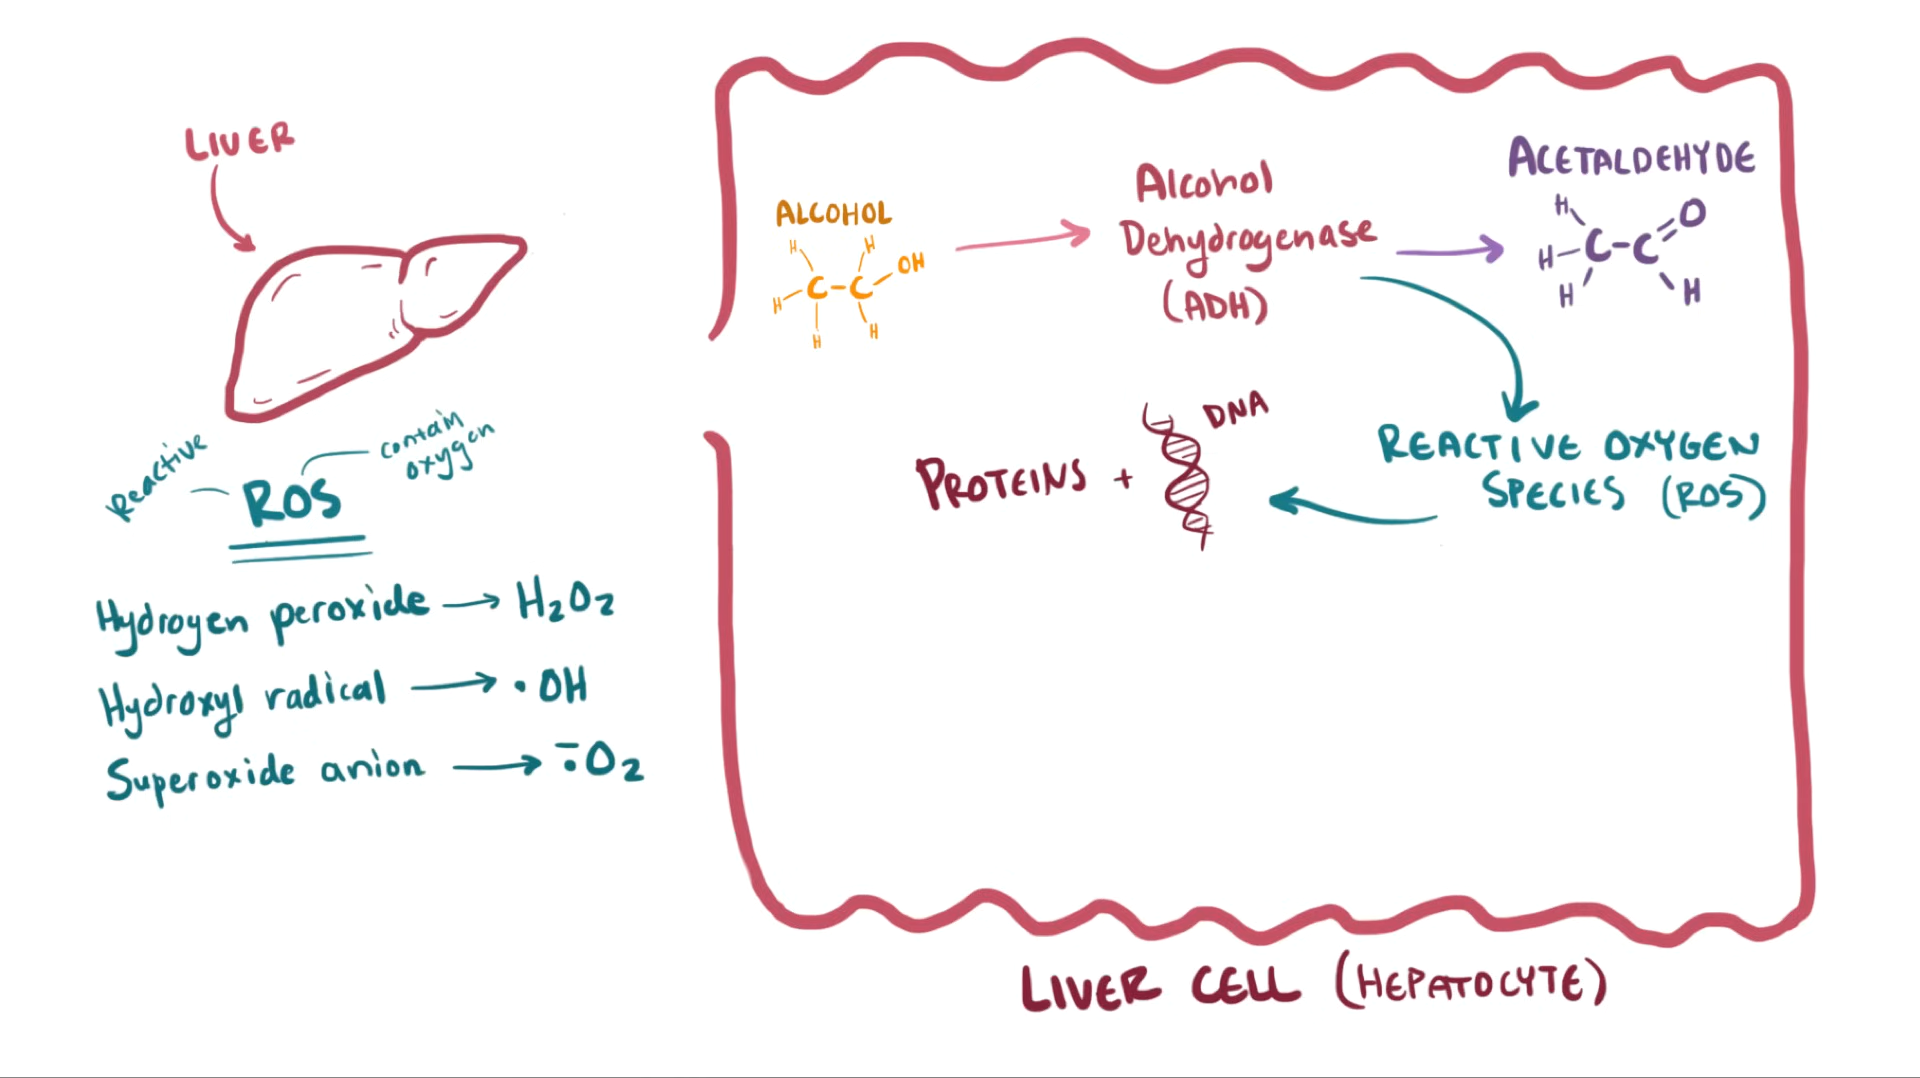 LIVER
Reactive
contain
oxygen
ROS
Hydrogen peroxide → H₂O₂
Hydroxyl radical → •OH
Superoxide anion → ⁻•O₂
ALCOHOL
H H
OH
H C-C
H H
Alcohol
Dehydrogenase
(ADH)
ACETALDEHYDE
H O
H-C-C
H H
DNA
PROTEINS +
REACTIVE OXYGEN
SPECIES (ROS)
LIVER CELL (HEPATOCYTE)